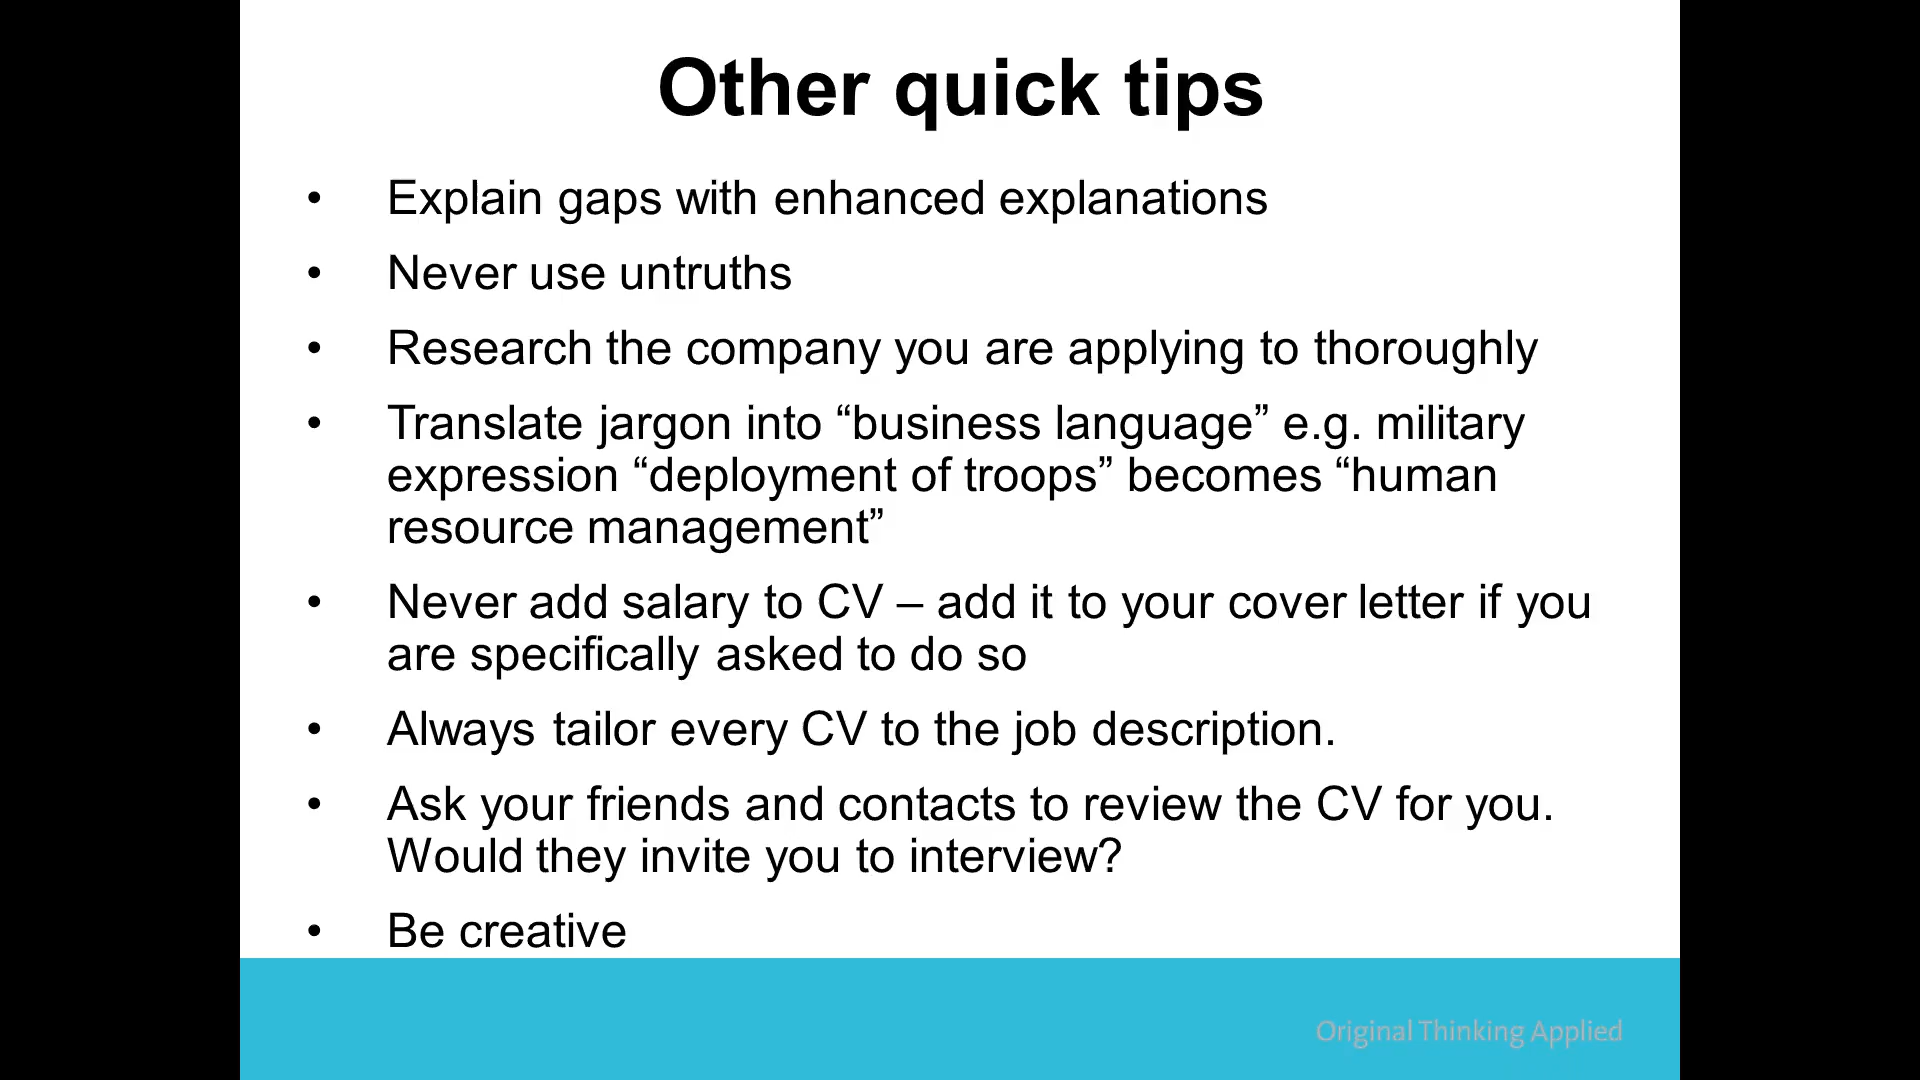 Other quick tips
• Explain gaps with enhanced explanations
• Never use untruths
• Research the company you are applying to thoroughly
• Translate jargon into “business language” e.g. military
expression “deployment of troops” becomes “human
resource management”
• Never add salary to CV – add it to your cover letter if you
are specifically asked to do so
• Always tailor every CV to the job description.
• Ask your friends and contacts to review the CV for you.
Would they invite you to interview?
• Be creative
Original Thinking Applied